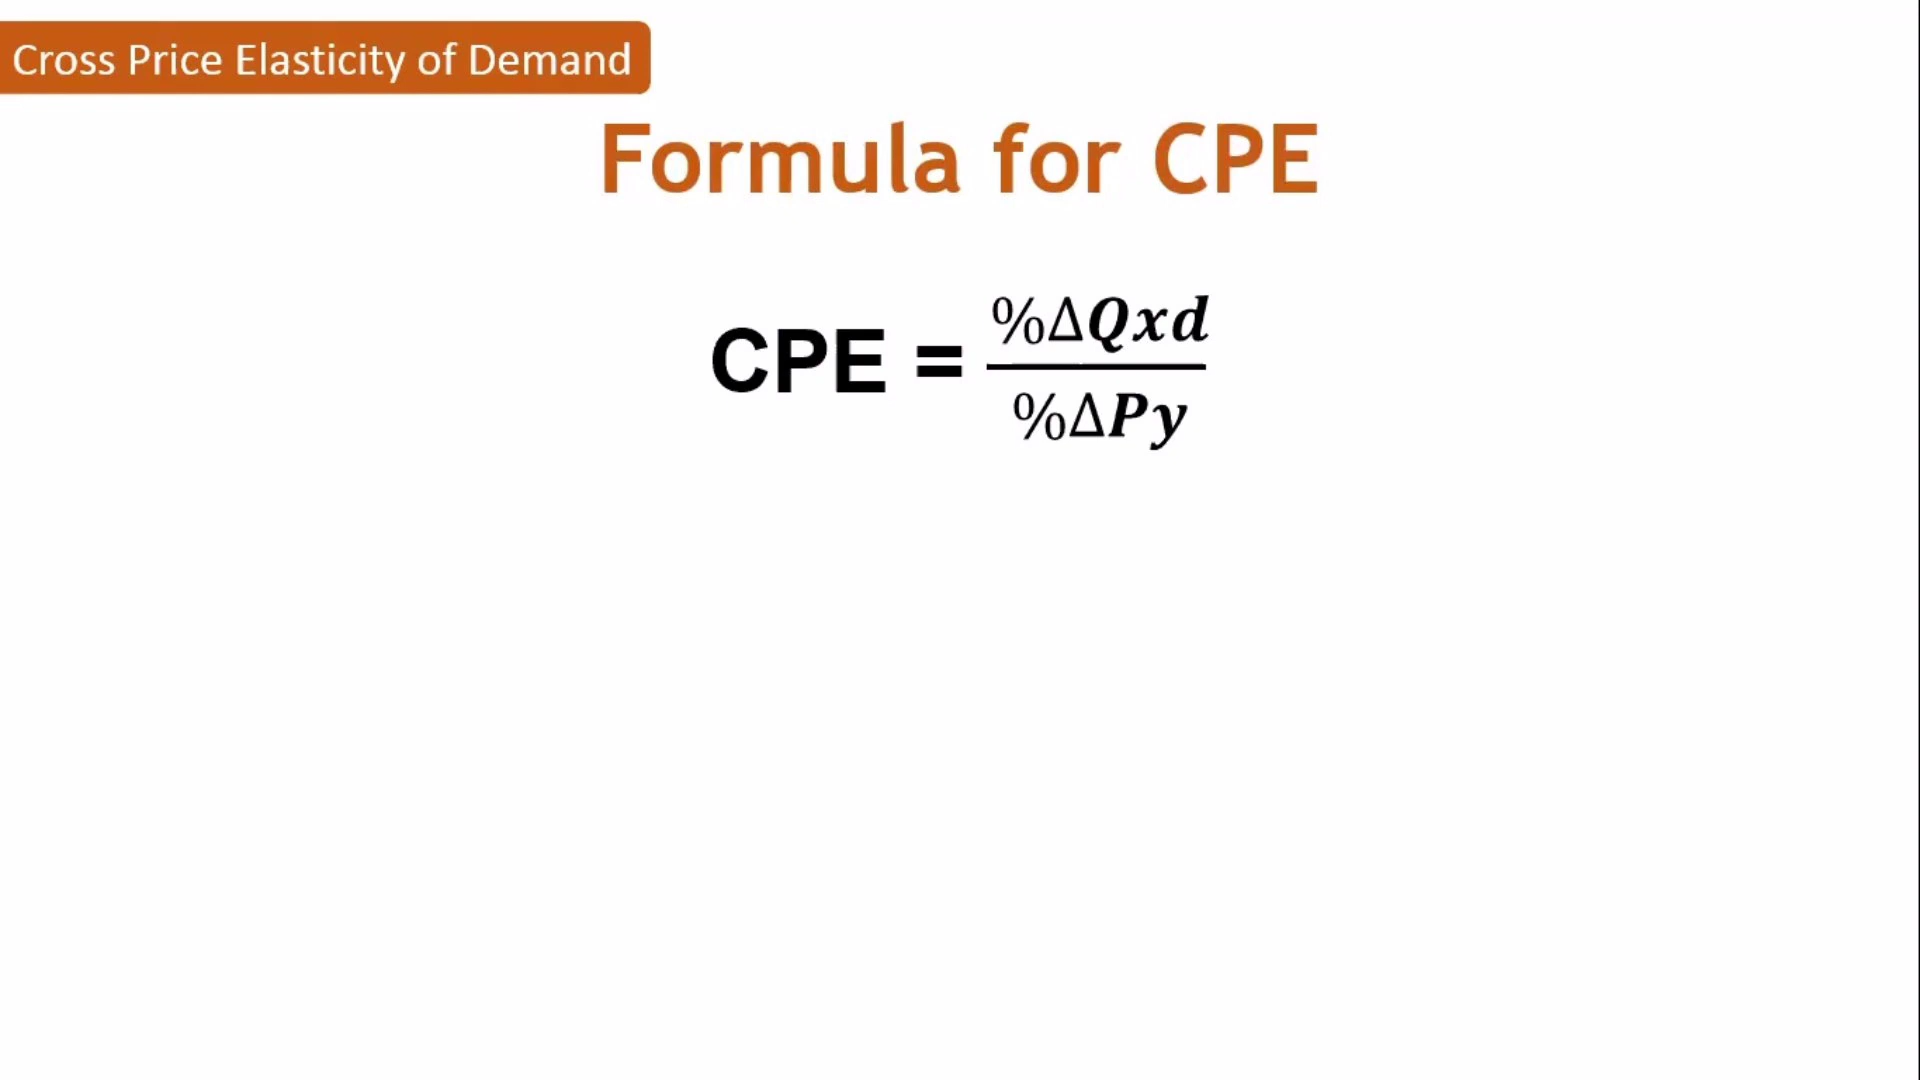 Cross Price Elasticity of Demand
Formula for CPE
CPE = %ΔQxd / %ΔPy